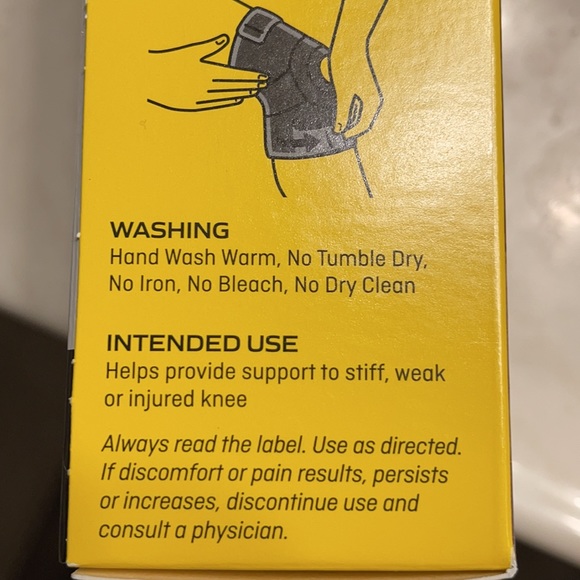 WASHING
Hand Wash Warm, No Tumble Dry,
No Iron, No Bleach, No Dry Clean
INTENDED USE
Helps provide support to stiff, weak
or injured knee
Always read the label. Use as directed.
If discomfort or pain results, persists
or increases, discontinue use and
consult a physician.